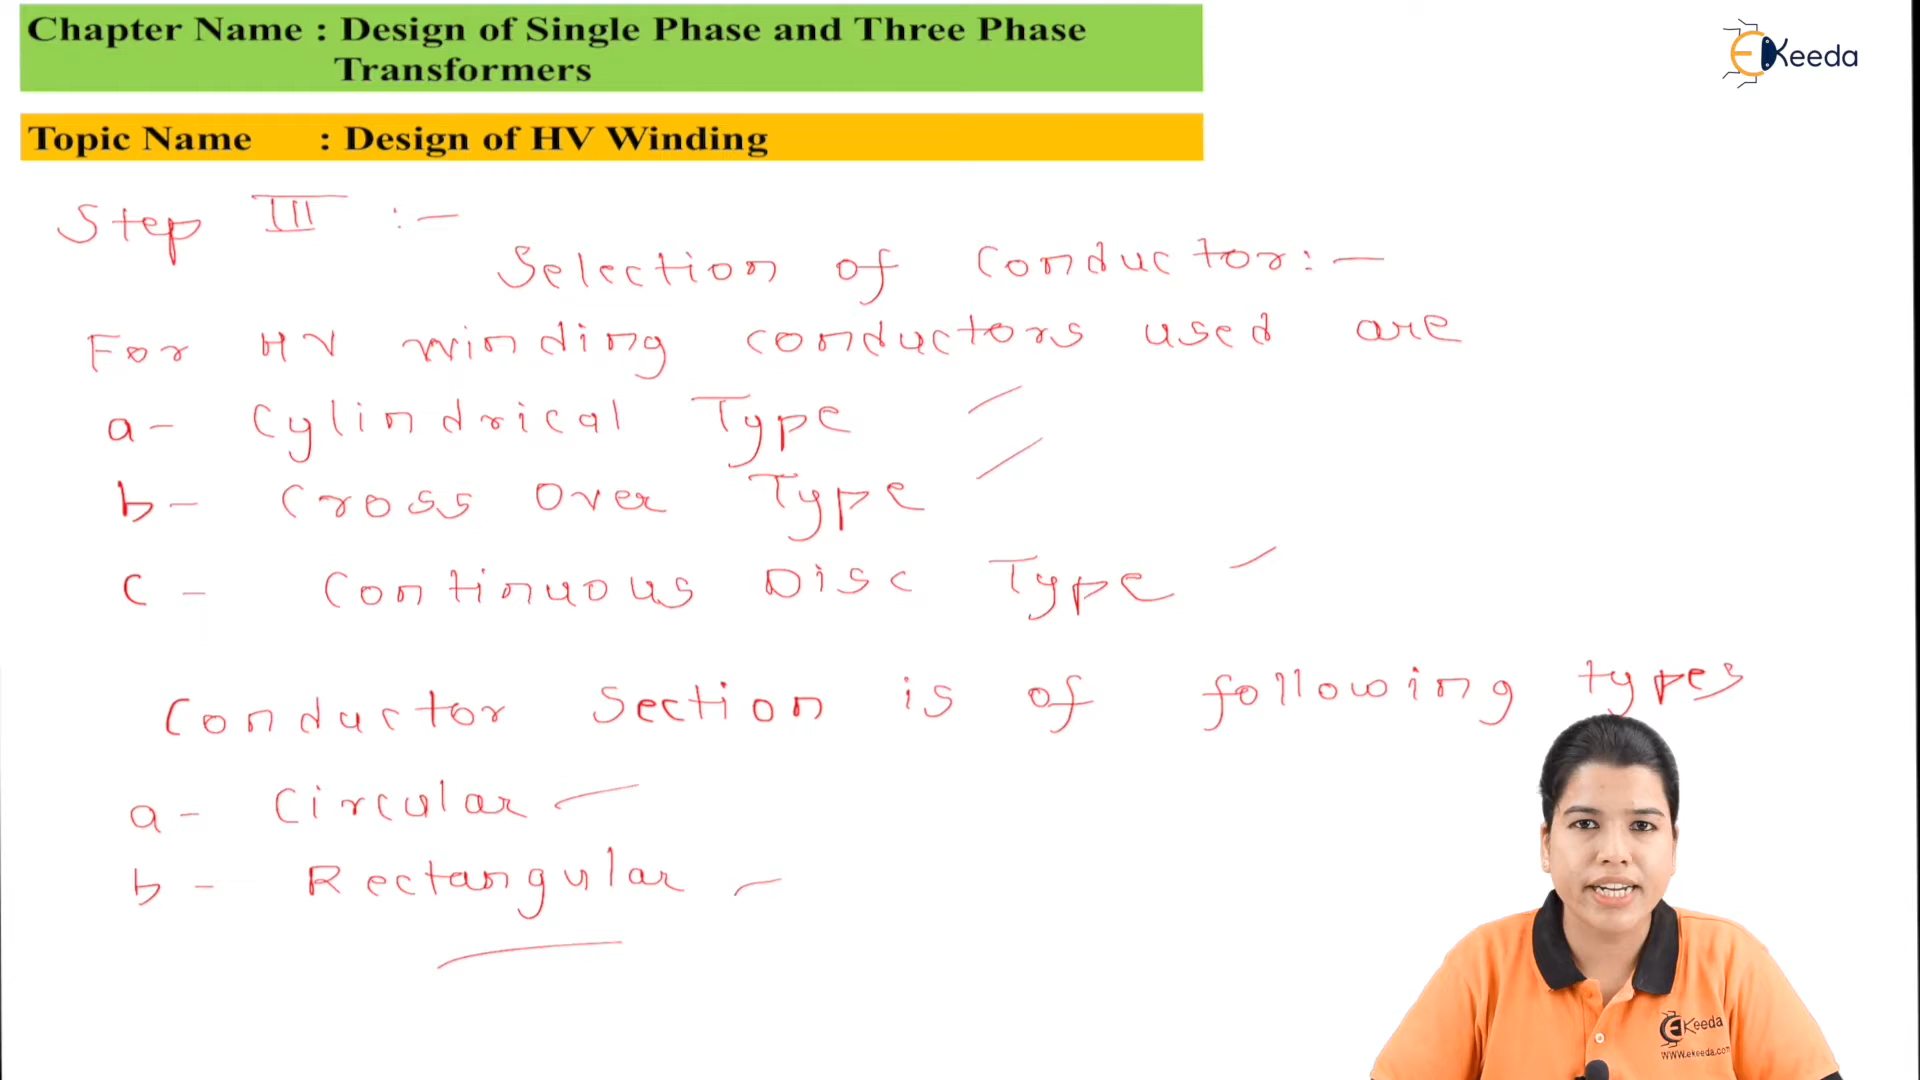 Chapter Name : Design of Single Phase and Three Phase
Transformers
EKeeda
Topic Name : Design of HV Winding
Step III :-
Selection of Conductor:-
For HV winding conductors used are
a- Cylindrical Type
b- Cross Over Type
c- Continuous Disc Type
Conductor Section is of following types
a- Circular
b- Rectangular
EKeeda
www.ekeeda.com